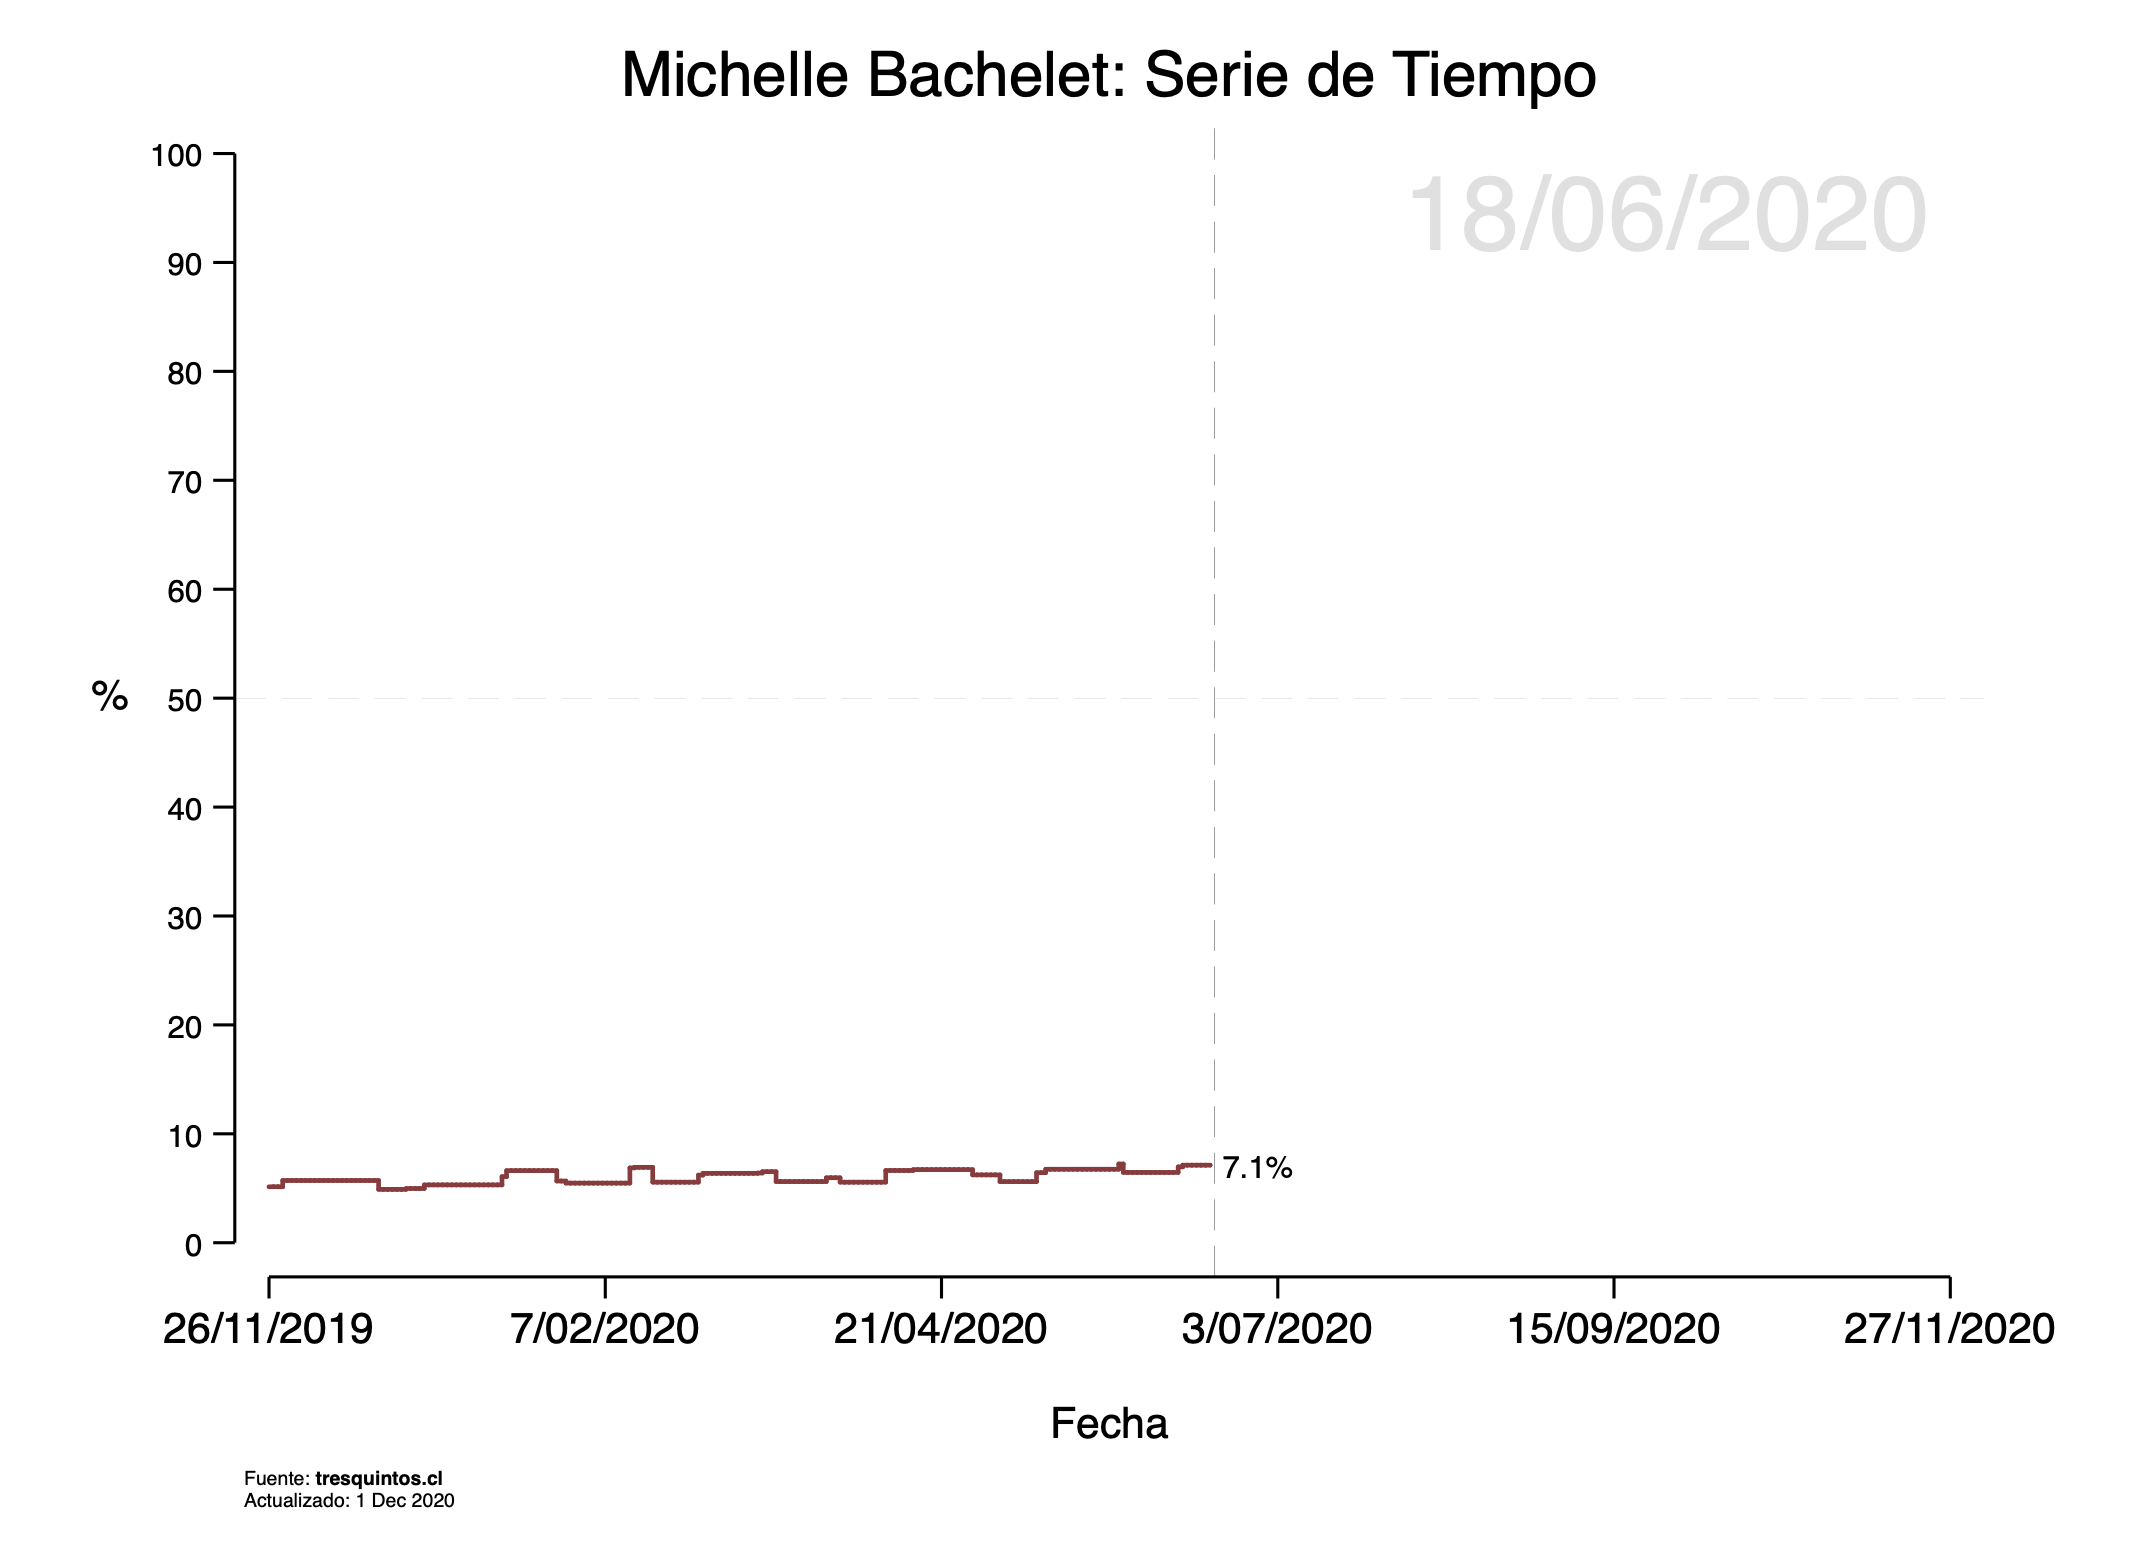 Michelle Bachelet: Serie de Tiempo
18/06/2020
100
90
80
70
60
% 50
40
30
20
10
7.1%
0
26/11/2019 7/02/2020 21/04/2020 3/07/2020 15/09/2020 27/11/2020
Fecha
Fuente: tresquintos.cl
Actualizado: 1 Dec 2020